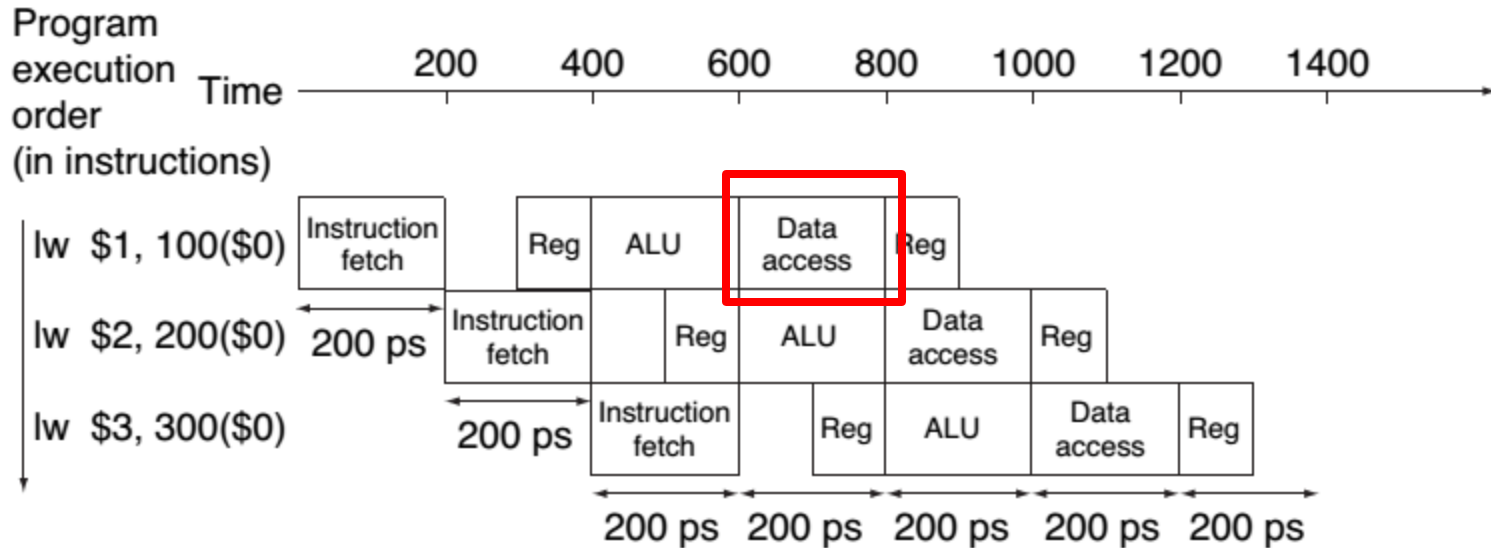 Program
execution
order
(in instructions)
Time
200 400 600 800 1000 1200 1400
lw $1, 100($0)
Instruction
fetch
Reg
ALU
Data
access
Reg
200 ps
lw $2, 200($0)
Instruction
fetch
Reg
ALU
Data
access
Reg
200 ps
lw $3, 300($0)
Instruction
fetch
Reg
ALU
Data
access
Reg
200 ps 200 ps 200 ps 200 ps 200 ps